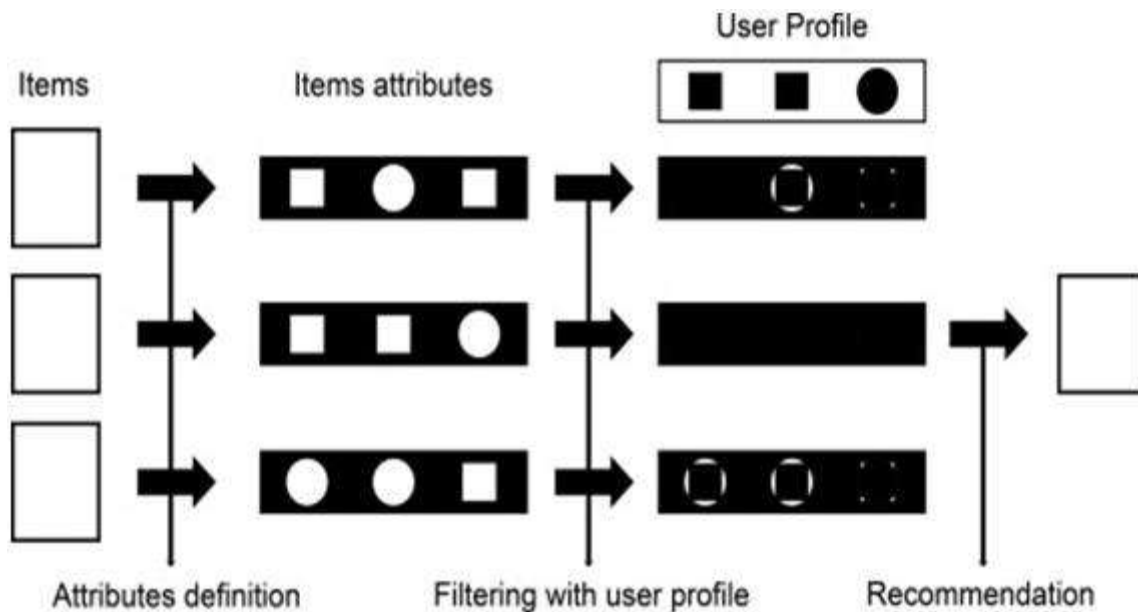 User Profile
Items
Items attributes
Attributes definition
Filtering with user profile
Recommendation